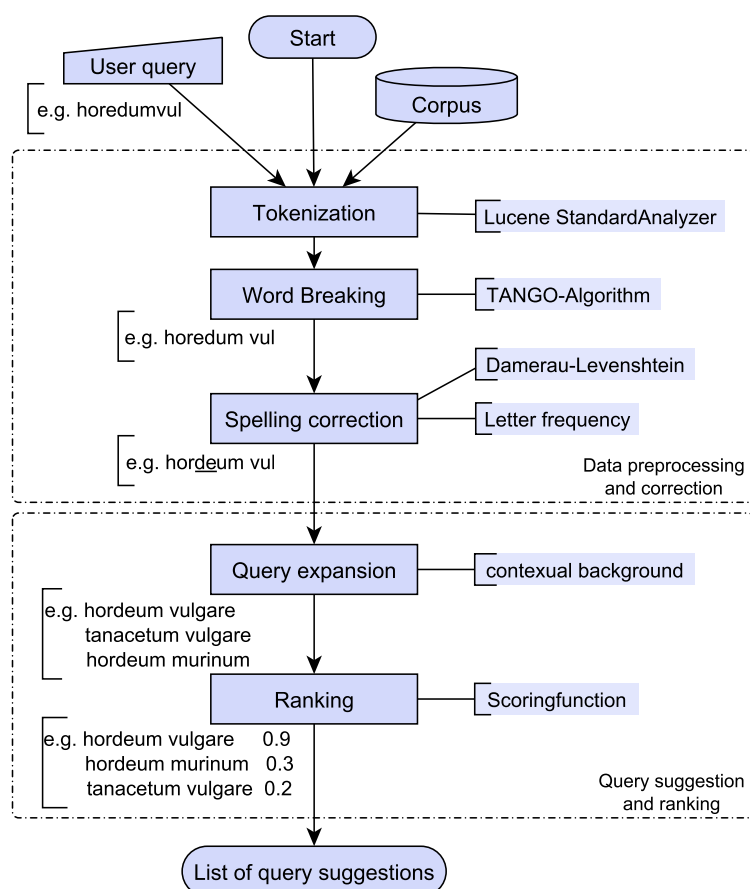 Start
User query
Corpus
e.g. horedumvul
Tokenization
Lucene StandardAnalyzer
Word Breaking
TANGO-Algorithm
e.g. horedum vul
Damerau-Levenshtein
Spelling correction
Letter frequency
e.g. hordeum vul
Data preprocessing
and correction
Query expansion
contexual background
e.g. hordeum vulgare
tanacetum vulgare
hordeum murinum
Ranking
Scoringfunction
e.g. hordeum vulgare 0.9
hordeum murinum 0.3
tanacetum vulgare 0.2
Query suggestion
and ranking
List of query suggestions